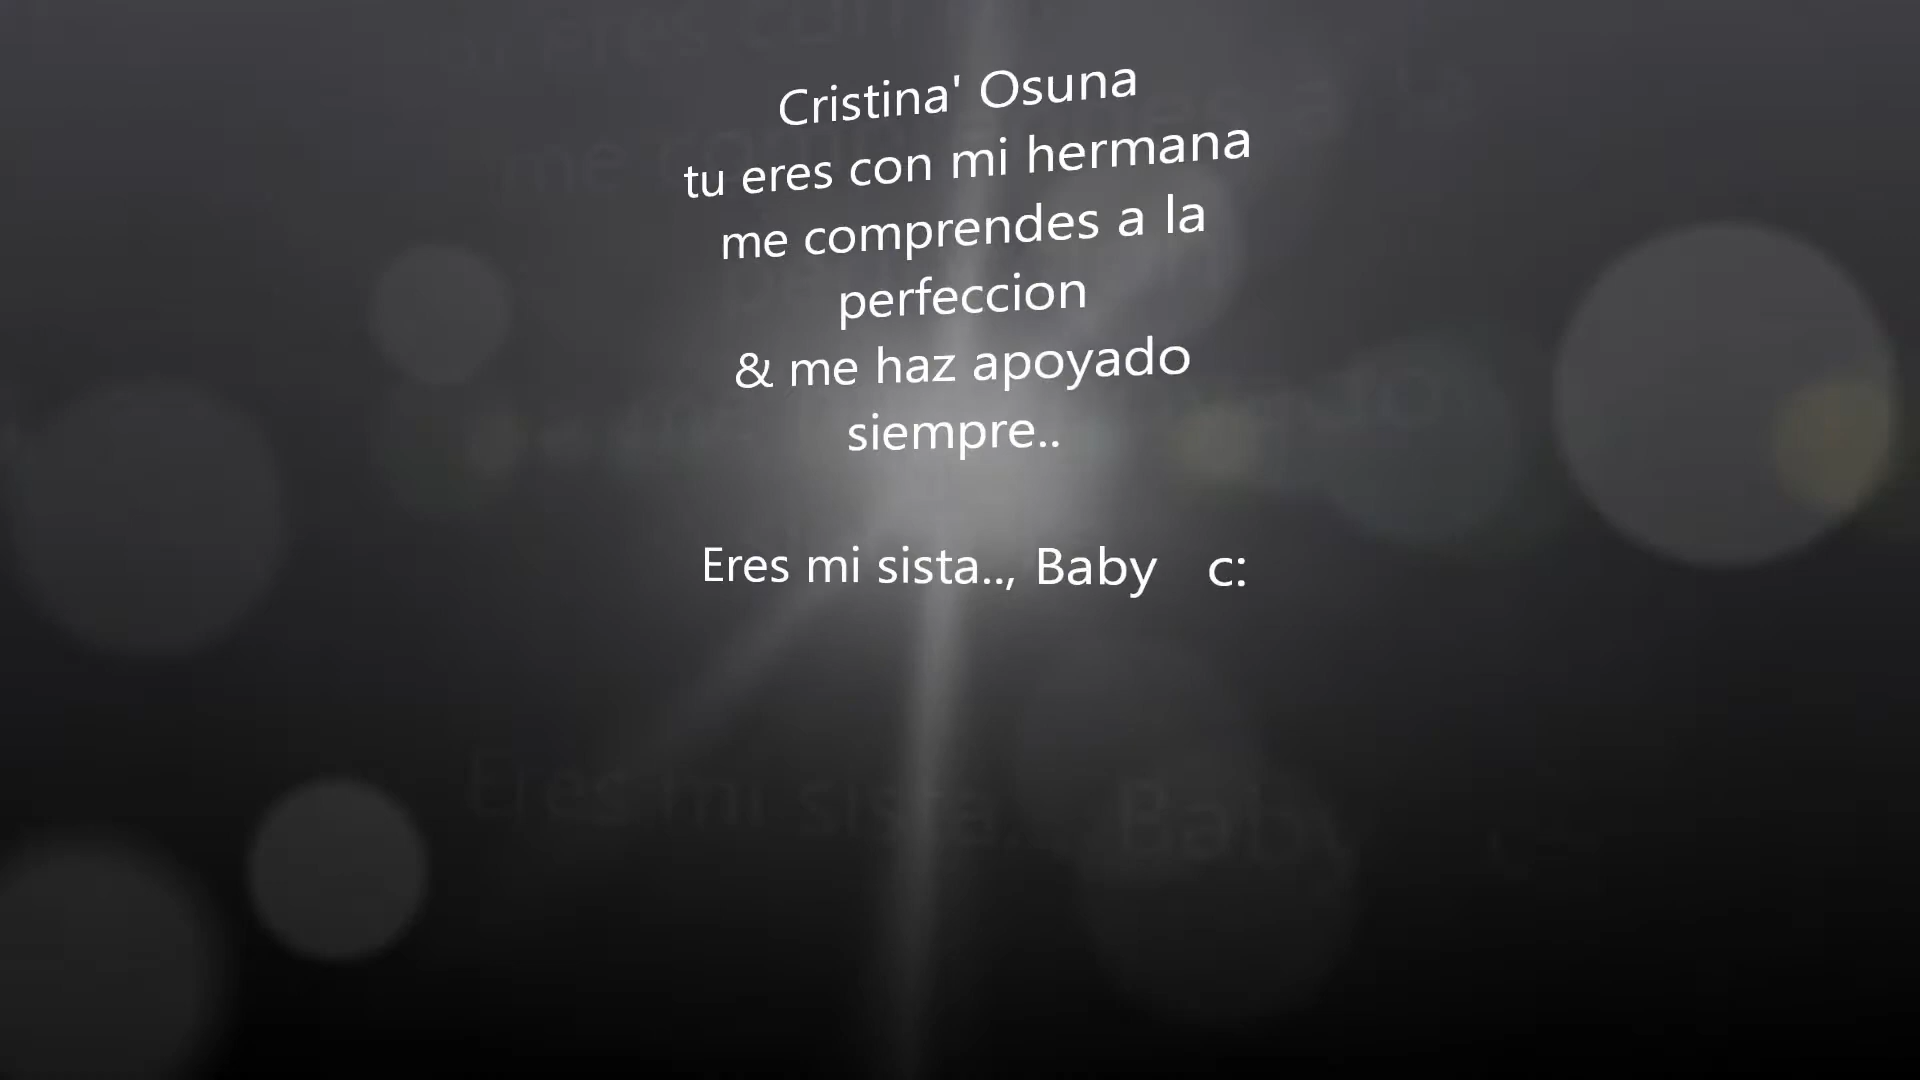 Cristina' Osuna
tu eres con mi hermana
me comprendes a la
perfeccion
& me haz apoyado
siempre..
Eres mi sista.., Baby c: